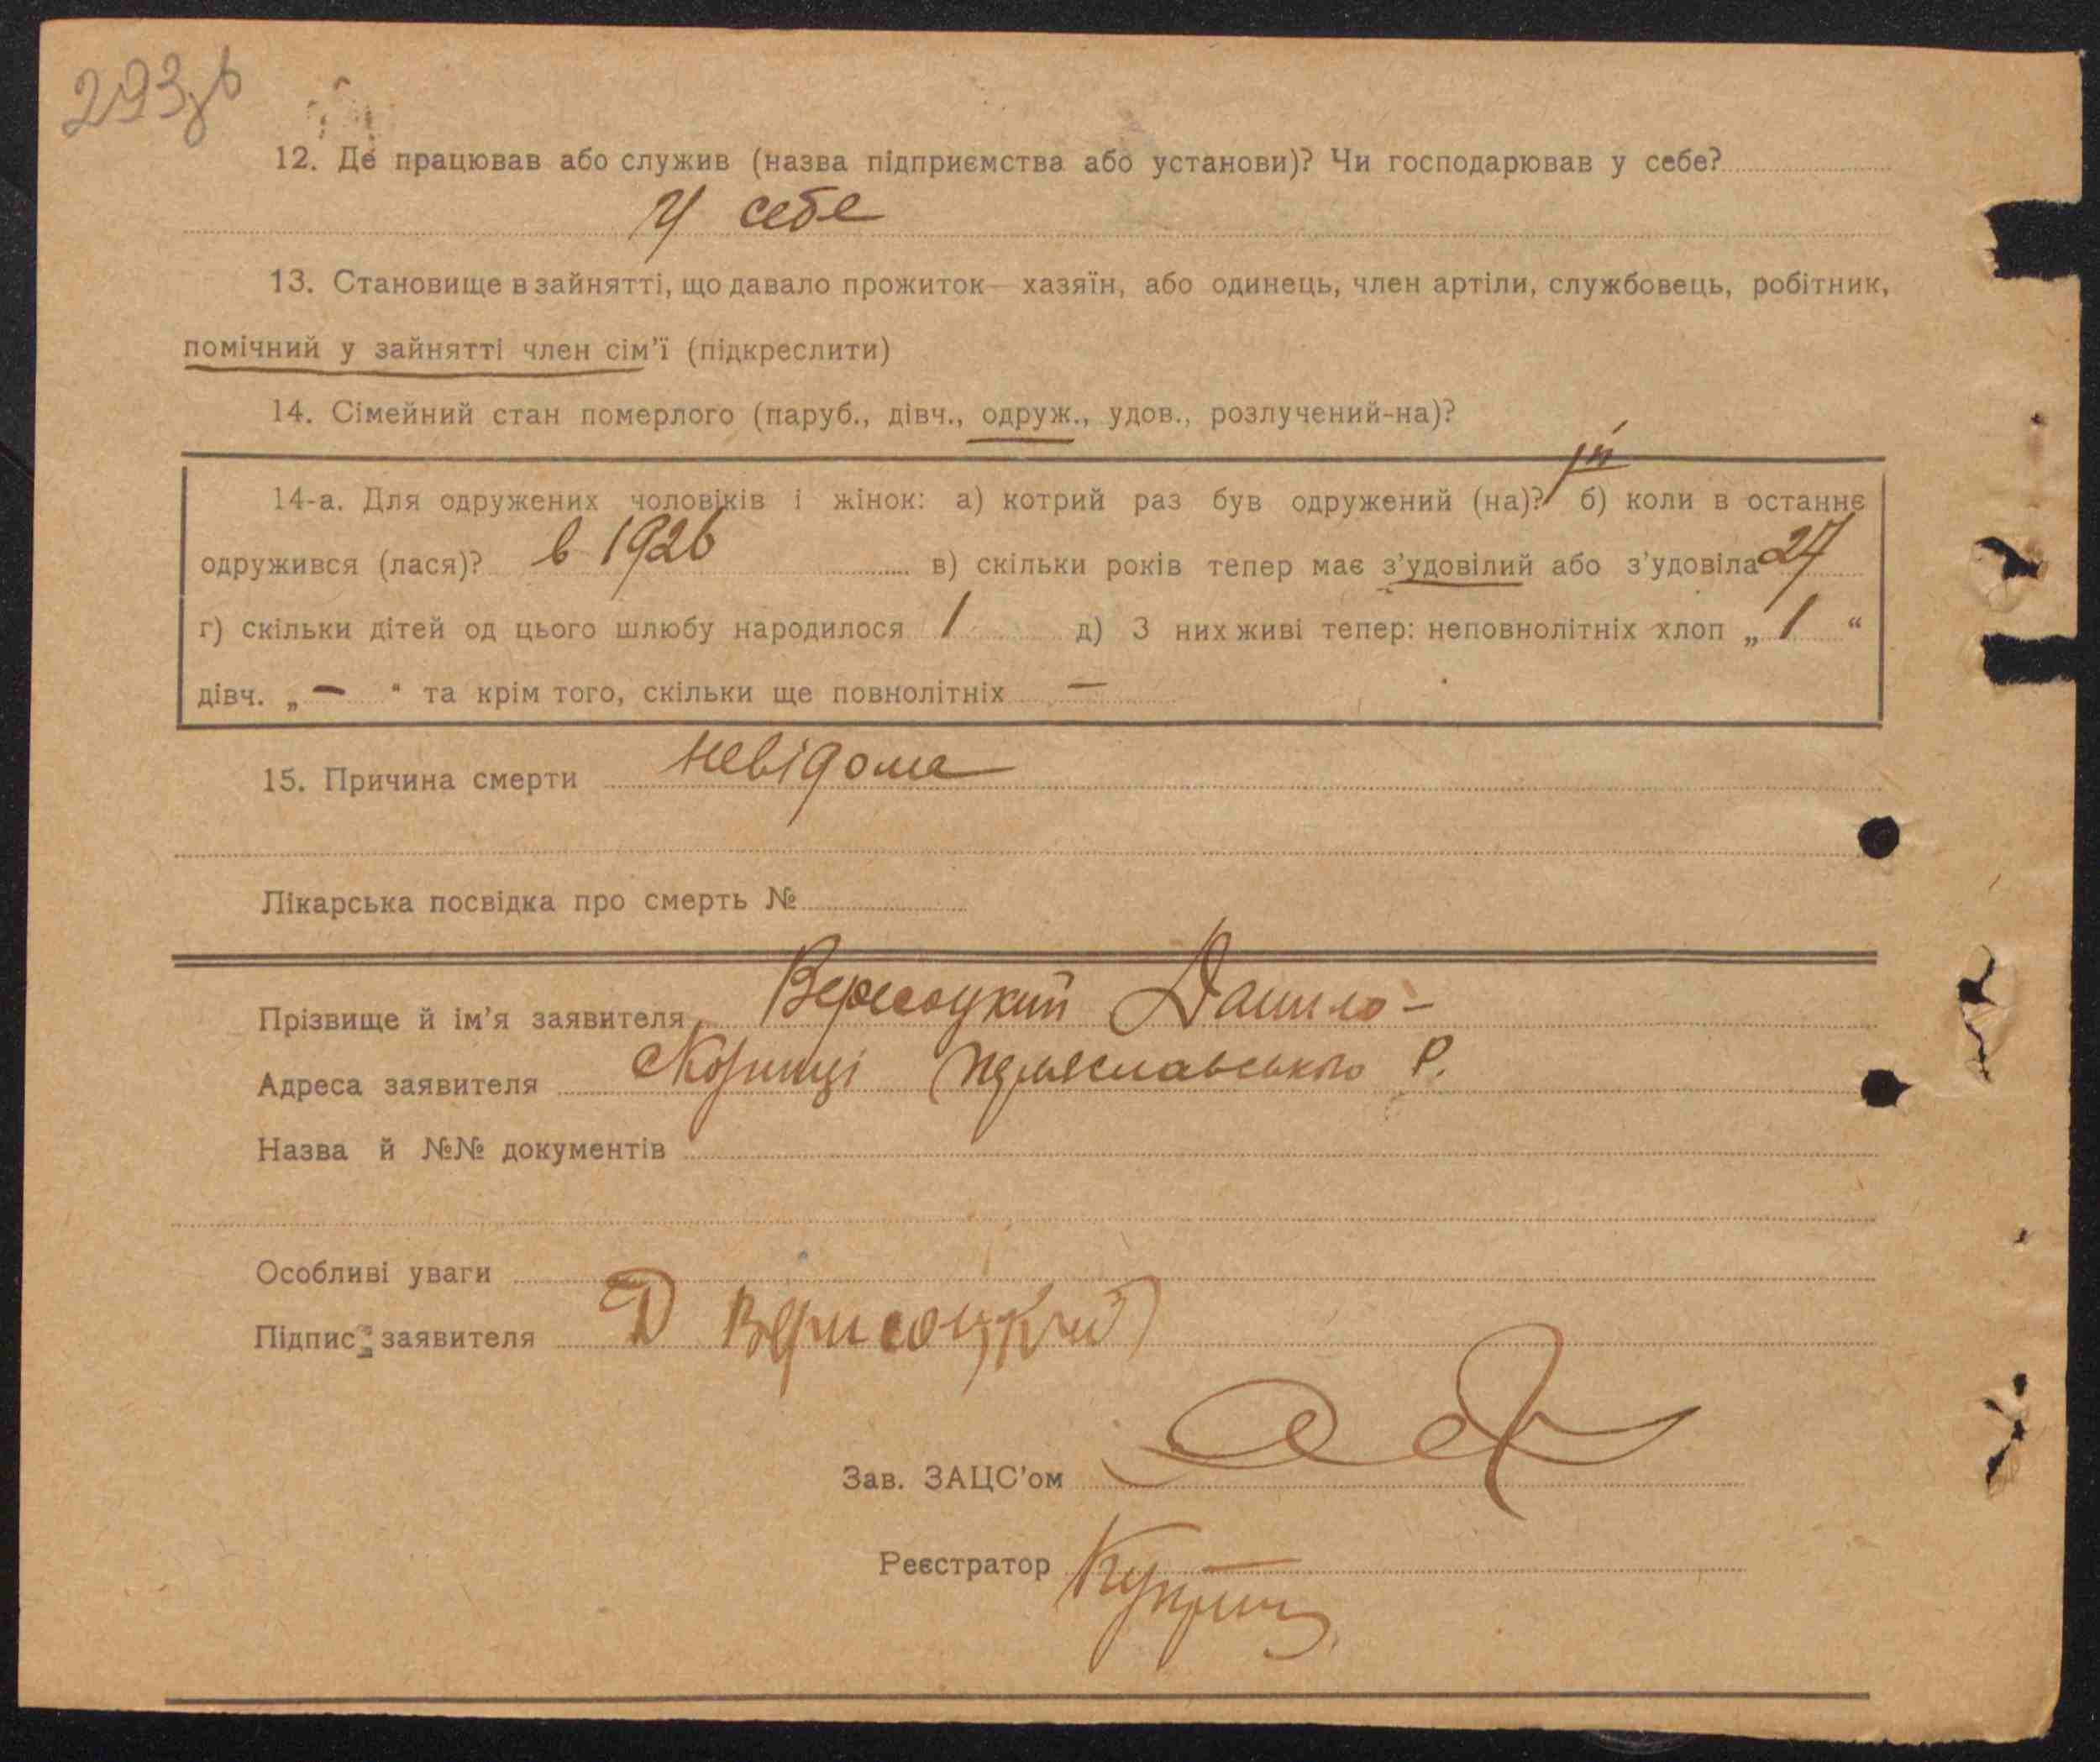 293зв
12. Де працював або служив (назва підприємства або установи)? Чи господарював у себе?
У себе
13. Становище в зайнятті, що давало прожиток— хазяїн, або одинець, член артіли, службовець, робітник,
помічний у зайнятті член сім'ї (підкреслити)
14. Сімейний стан померлого (паруб., дівч., одруж., удов., розлучений-на)?
14-а. Для одружених чоловіків і жінок: а) котрий раз був одружений (на)? б) коли в останнє
одружився (лася)? в 1926 в) скільки років тепер має з'удовілий або з'удовіла 27
г) скільки дітей од цього шлюбу народилося 1 д) З них живі тепер: неповнолітніх хлоп „ 1 “
дівч. „ — “ та крім того, скільки ще повнолітніх —
15. Причина смерти невідома
Лікарська посвідка про смерть №
Прізвище й ім'я заявителя Данило
Адреса заявителя Р.
Назва й №№ документів
Особливі уваги
Підпис заявителя Д Верисоцкий
Зав. ЗАЦС'ом
Реєстратор